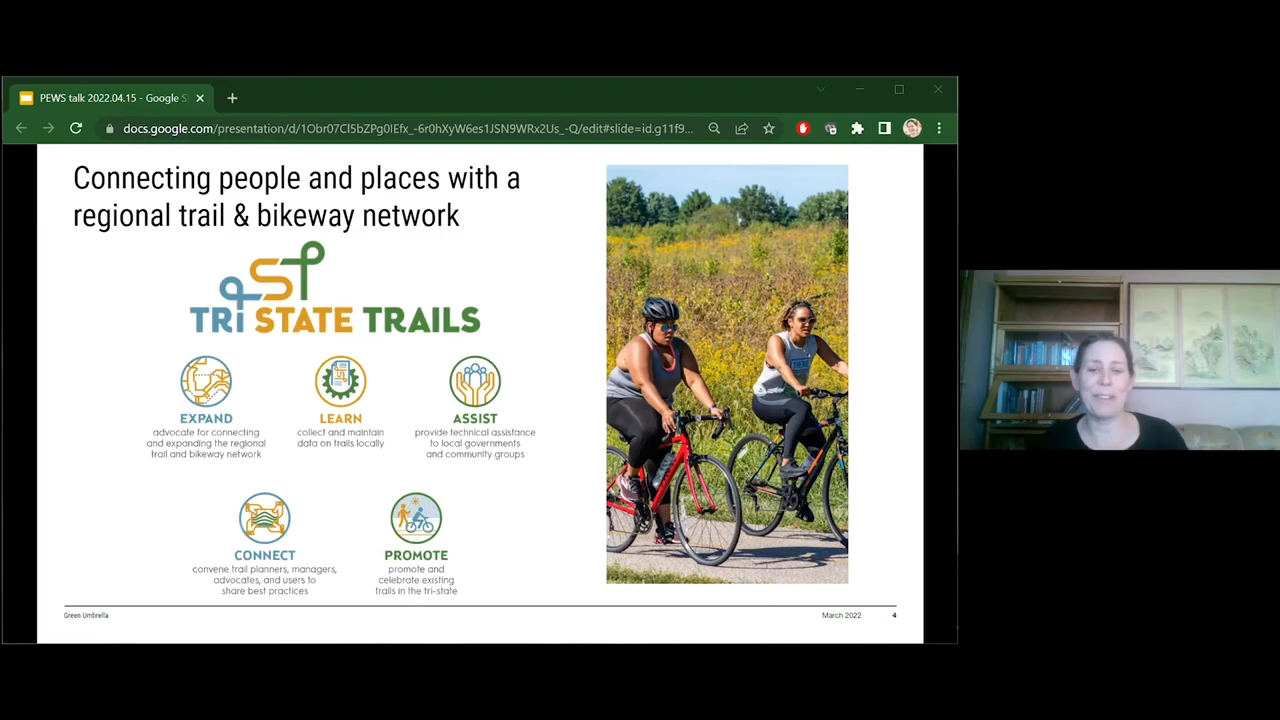 PEWS talk 2022.04.15 - Google S
docs.google.com/presentation/d/1Obr07Cl5bZPg0lEfx_-6r0hXyW6es1JSN9WRx2Us_-Q/edit#slide=id.g11f9...
Connecting people and places with a
regional trail & bikeway network
TRI STATE TRAILS
EXPAND
advocate for connecting
and expanding the regional
trail and bikeway network
LEARN
collect and maintain
data on trails locally
ASSIST
provide technical assistance
to local governments
and community groups
CONNECT
convene trail planners, managers,
advocates, and users to
share best practices
PROMOTE
promote and
celebrate existing
trails in the tri-state
Green Umbrella
March 2022
4